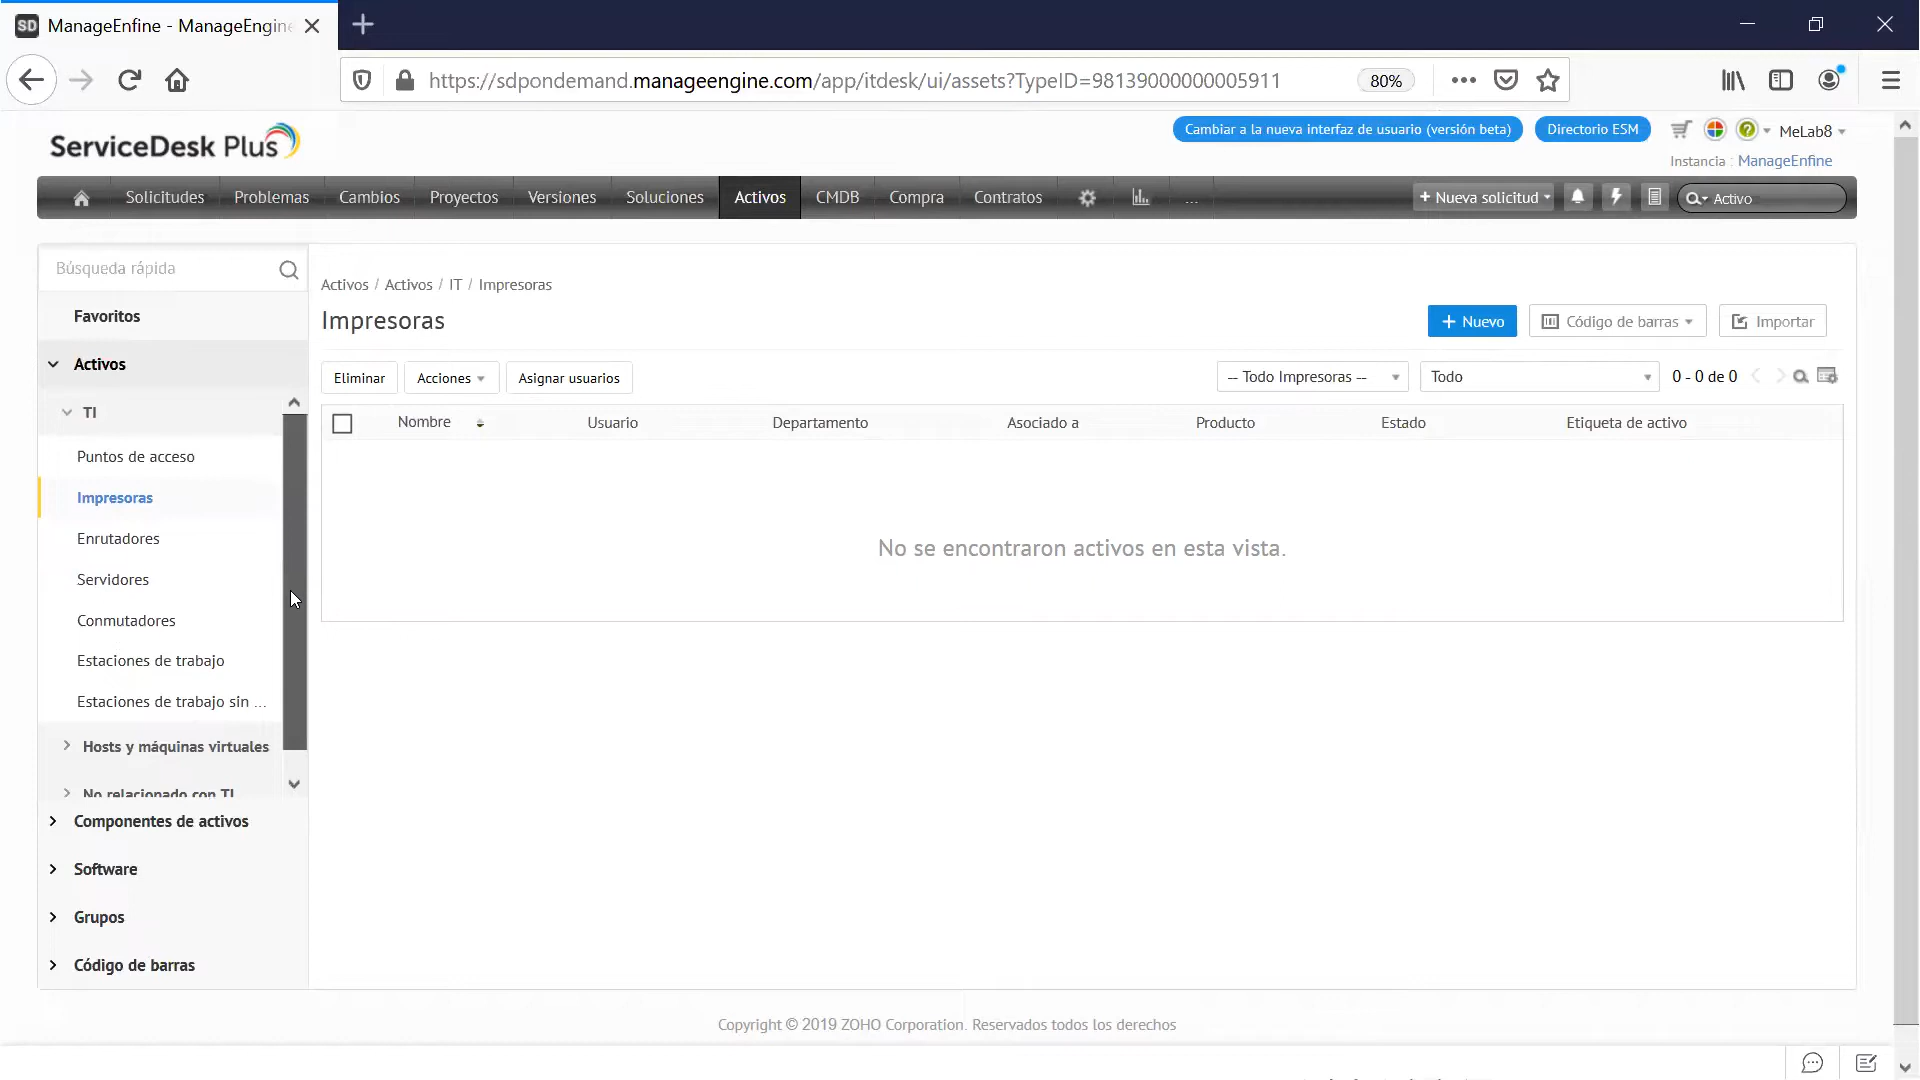 SD ManageEnfine - ManageEngine
https://sdpondemand.manageengine.com/app/itdesk/ui/assets?TypeID=98139000000005911
80%
ServiceDesk Plus
Cambiar a la nueva interfaz de usuario (versión beta)
Directorio ESM
MeLab8
Instancia : ManageEnfine
Solicitudes
Problemas
Cambios
Proyectos
Versiones
Soluciones
Activos
CMDB
Compra
Contratos
...
+ Nueva solicitud
Activo
Búsqueda rápida
Favoritos
Activos
TI
Puntos de acceso
Impresoras
Enrutadores
Servidores
Conmutadores
Estaciones de trabajo
Estaciones de trabajo sin ...
Hosts y máquinas virtuales
No relacionado con TI
Componentes de activos
Software
Grupos
Código de barras
Activos / Activos / IT / Impresoras
Impresoras
+ Nuevo
Código de barras
Importar
Eliminar
Acciones
Asignar usuarios
-- Todo Impresoras --
Todo
0 - 0 de 0
Nombre
Usuario
Departamento
Asociado a
Producto
Estado
Etiqueta de activo
No se encontraron activos en esta vista.
Copyright © 2019 ZOHO Corporation. Reservados todos los derechos